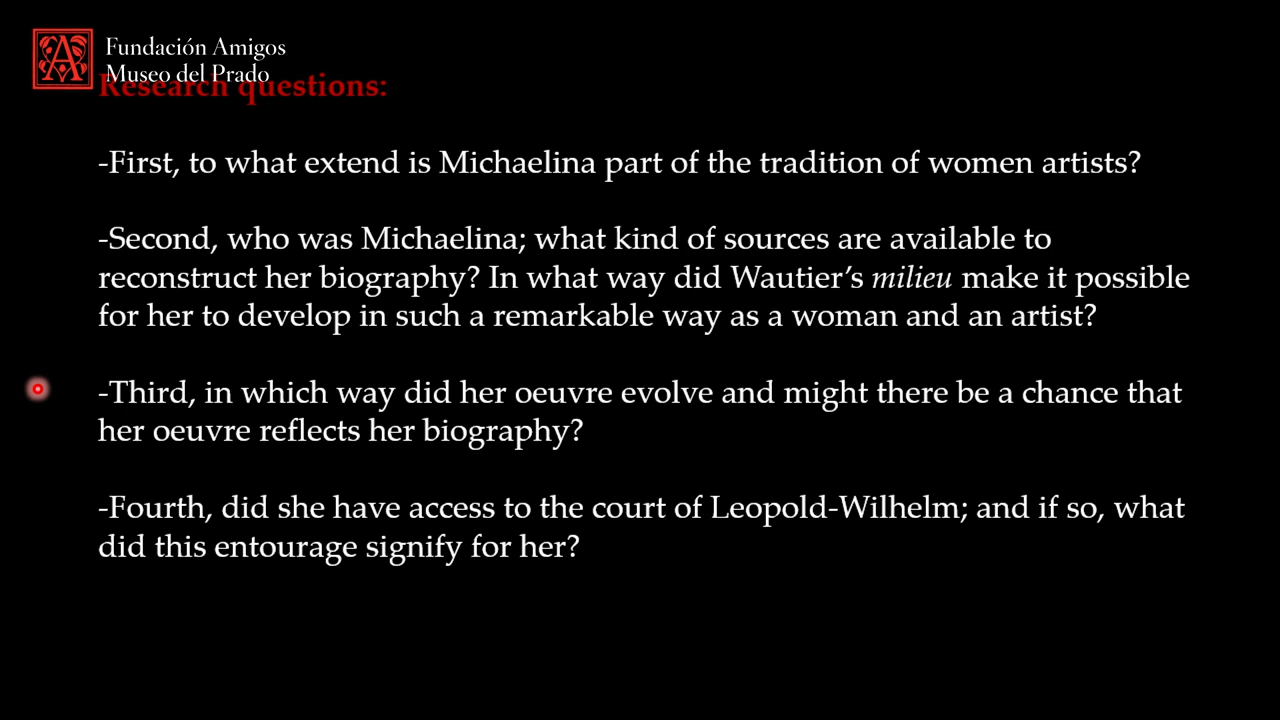 Fundación Amigos
Museo del Prado
Research questions:
-First, to what extend is Michaelina part of the tradition of women artists?
-Second, who was Michaelina; what kind of sources are available to
reconstruct her biography? In what way did Wautier’s milieu make it possible
for her to develop in such a remarkable way as a woman and an artist?
-Third, in which way did her oeuvre evolve and might there be a chance that
her oeuvre reflects her biography?
-Fourth, did she have access to the court of Leopold-Wilhelm; and if so, what
did this entourage signify for her?